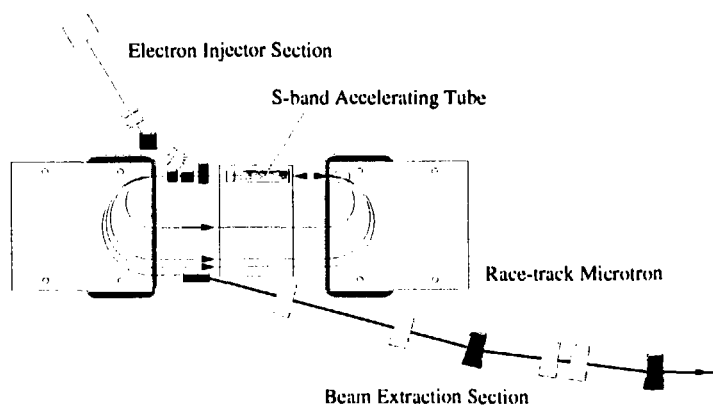 Electron Injector Section
S-band Accelerating Tube
Race-track Microtron
Beam Extraction Section